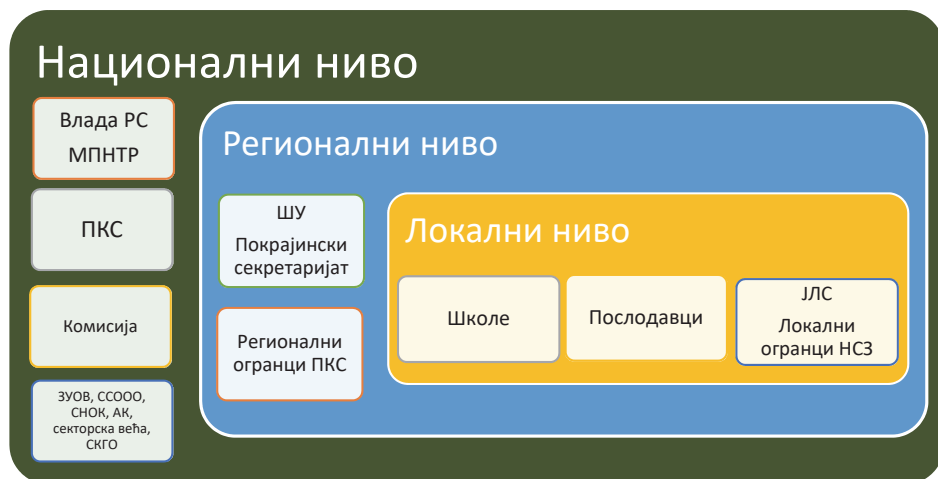 Национални ниво
Влада РС
МПНТР
ПКС
Комисија
ЗУОВ, ССООО,
СНОК, АК,
секторска већа,
СКГО
Регионални ниво
ШУ
Покрајински
секретаријат
Регионални
огранци ПКС
Локални ниво
Школе
Послодавци
ЈЛС
Локални
огранци НСЗ